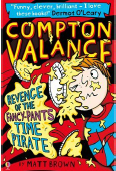 "Funny, clever, brilliant – I love
these books!" Dermot O'Leary
COMPTON
VALANCE
REVENGE
OF THE
FANCY-PANTS
TIME
PIRATE
BY MATT BROWN